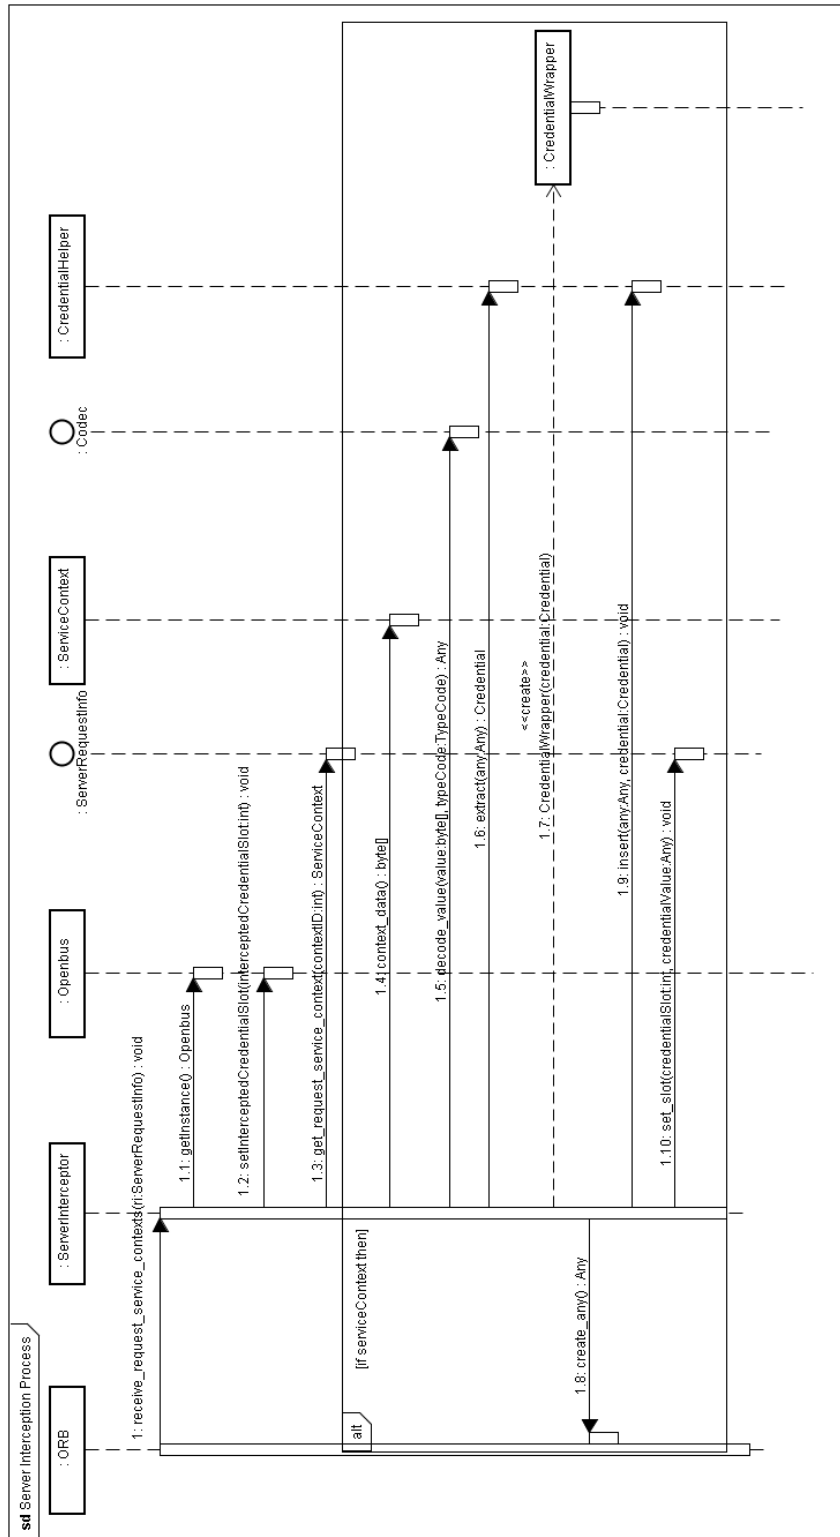 sd Server Interception Process
: ORB
: ServerInterceptor
: Openbus
: ServerRequestInfo
: ServiceContext
: Codec
: CredentialHelper
1: receive_request_service_contexts(ri:ServerRequestInfo) : void
1.1: getInstance() : Openbus
1.2: setInterceptedCredentialSlot(interceptedCredentialSlot:int) : void
1.3: get_request_service_context(contextID:int) : ServiceContext
alt
[if serviceContext then]
1.4: context_data() : byte[]
1.5: decode_value(value:byte[], typeCode:TypeCode) : Any
1.6: extract(any:Any) : Credential
<<create>>
1.7: CredentialWrapper(credential:Credential)
: CredentialWrapper
1.8: create_any() : Any
1.9: insert(any:Any, credential:Credential) : void
1.10: set_slot(credentialSlot:int, credentialValue:Any) : void